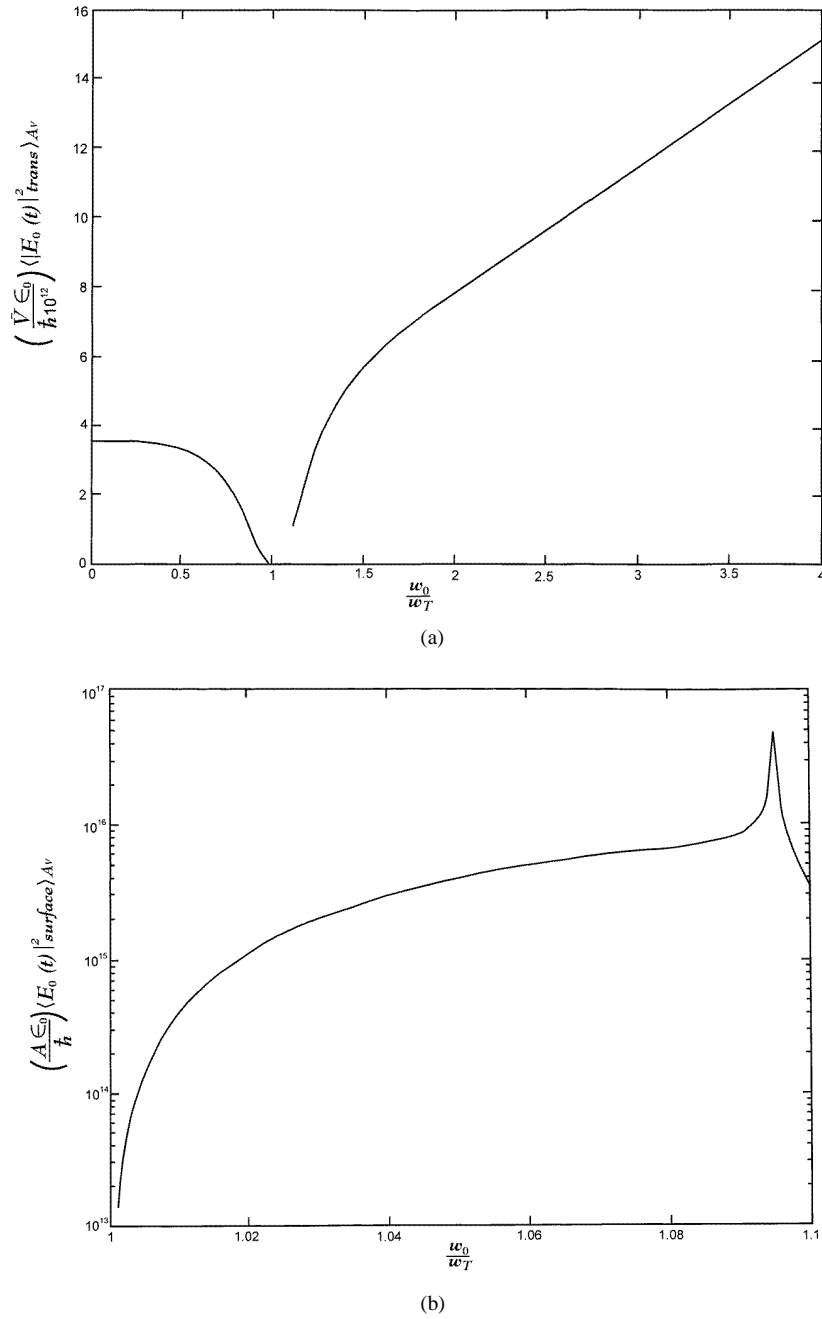 16
14
12
10
8
6
4
2
0
(V̄ ∈₀ / ħ10¹²) ⟨|E₀ (t)|²trans⟩Av
0 0.5 1 1.5 2 2.5 3 3.5 4
w₀
w_T
(a)
10¹⁷
10¹⁶
10¹⁵
10¹⁴
10¹³
(A ∈₀ / ħ) ⟨E₀ (t)|²surface⟩Av
1 1.02 1.04 1.06 1.08 1.1
w₀
w_T
(b)